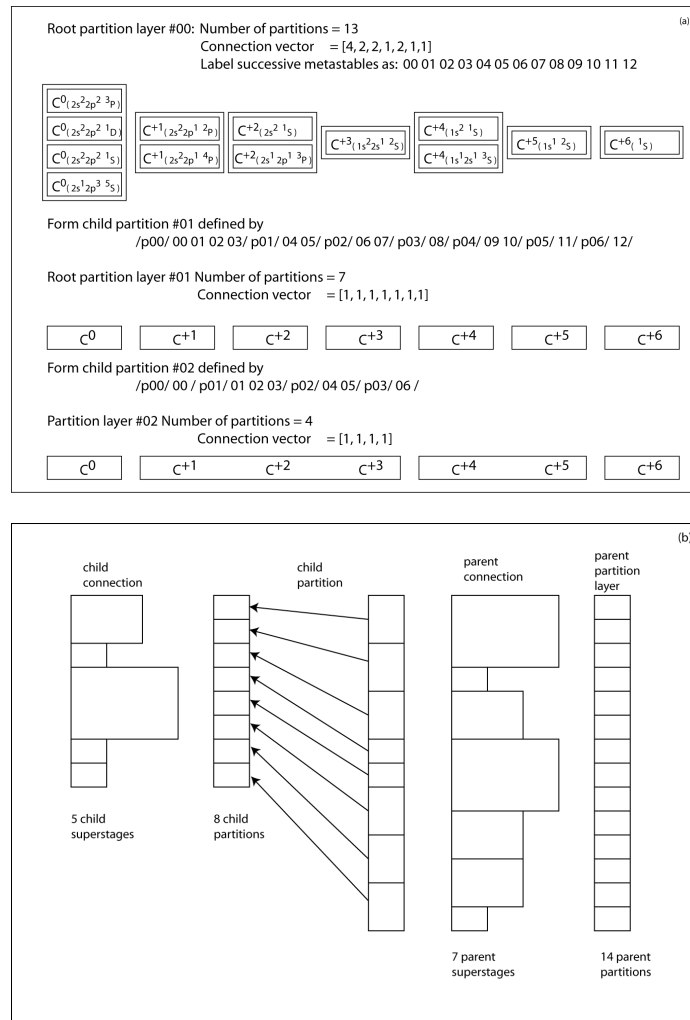 (a)
Root partition layer #00: Number of partitions = 13
Connection vector = [4, 2, 2, 1, 2, 1,1]
Label successive metastables as: 00 01 02 03 04 05 06 07 08 09 10 11 12
C0(2s22p2 3P)
C0(2s22p2 1D)
C0(2s22p2 1S)
C0(2s12p3 5S)
C+1(2s22p1 2P)
C+1(2s22p1 4P)
C+2(2s2 1S)
C+2(2s12p1 3P)
C+3(1s22s1 2S)
C+4(1s2 1S)
C+4(1s12s1 3S)
C+5(1s1 2S)
C+6(1S)
Form child partition #01 defined by
/p00/ 00 01 02 03/ p01/ 04 05/ p02/ 06 07/ p03/ 08/ p04/ 09 10/ p05/ 11/ p06/ 12/
Root partition layer #01 Number of partitions = 7
Connection vector = [1, 1, 1, 1, 1, 1,1]
C0 C+1 C+2 C+3 C+4 C+5 C+6
Form child partition #02 defined by
/p00/ 00 / p01/ 01 02 03/ p02/ 04 05/ p03/ 06 /
Partition layer #02 Number of partitions = 4
Connection vector = [1, 1, 1, 1]
C0 C+1 C+2 C+3 C+4 C+5 C+6
(b)
child
connection
child
partition
parent
connection
parent
partition
layer
5 child
superstages
8 child
partitions
7 parent
superstages
14 parent
partitions